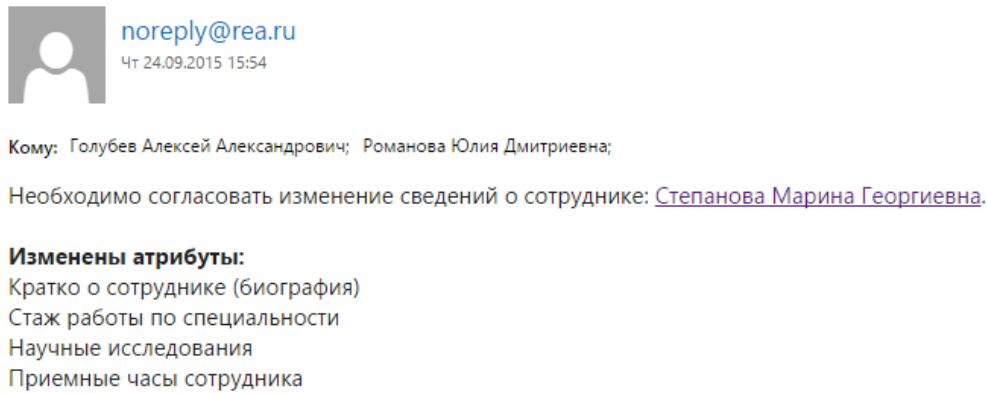 noreply@rea.ru
Чт 24.09.2015 15:54
Кому: Голубев Алексей Александрович; Романова Юлия Дмитриевна;
Необходимо согласовать изменение сведений о сотруднике: Степанова Марина Георгиевна.
Изменены атрибуты:
Кратко о сотруднике (биография)
Стаж работы по специальности
Научные исследования
Приемные часы сотрудника